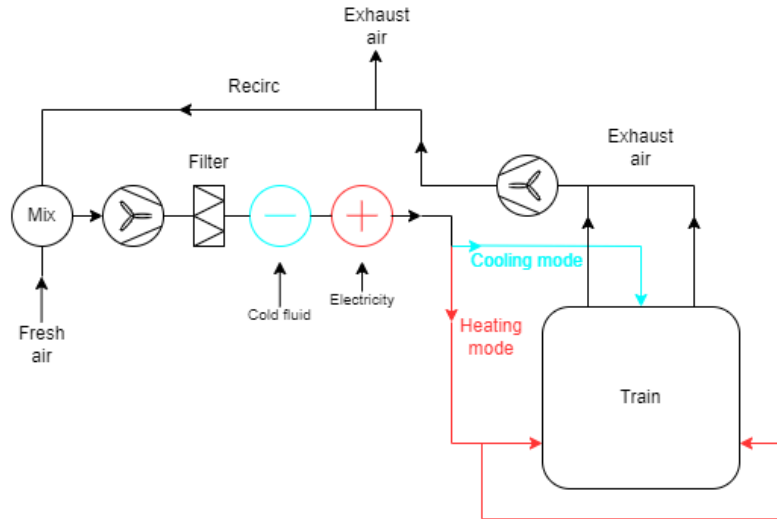 Exhaust
air
Recirc
Exhaust
air
Filter
Mix
Cooling mode
Cold fluid
Electricity
Fresh
air
Heating
mode
Train